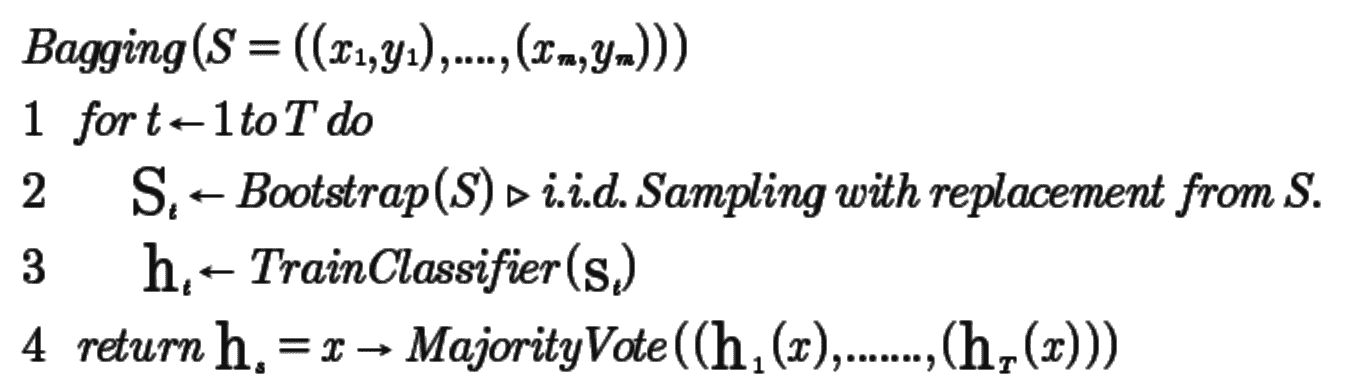 Bagging(S = ((x₁,y₁),....,(xₘ,yₘ)))
1 for t ← 1 to T do
2 Sₜ ← Bootstrap(S) ▹ i.i.d. Sampling with replacement from S.
3 hₜ ← TrainClassifier(sₜ)
4 return hₛ = x → MajorityVote((h₁(x),.......,(h_T(x)))